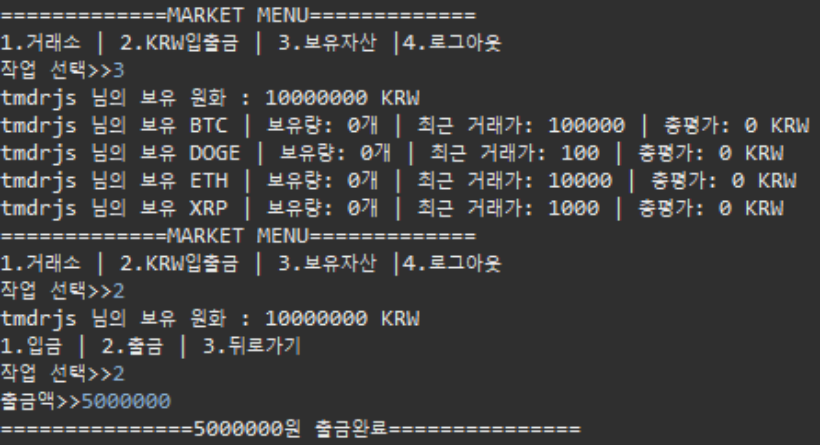 =============MARKET MENU=============
1.거래소 | 2.KRW입출금 | 3.보유자산 |4.로그아웃
작업 선택>>3
tmdrjs 님의 보유 원화 : 10000000 KRW
tmdrjs 님의 보유 BTC | 보유량: 0개 | 최근 거래가: 100000 | 총평가: 0 KRW
tmdrjs 님의 보유 DOGE | 보유량: 0개 | 최근 거래가: 100 | 총평가: 0 KRW
tmdrjs 님의 보유 ETH | 보유량: 0개 | 최근 거래가: 10000 | 총평가: 0 KRW
tmdrjs 님의 보유 XRP | 보유량: 0개 | 최근 거래가: 1000 | 총평가: 0 KRW
=============MARKET MENU=============
1.거래소 | 2.KRW입출금 | 3.보유자산 |4.로그아웃
작업 선택>>2
tmdrjs 님의 보유 원화 : 10000000 KRW
1.입금 | 2.출금 | 3.뒤로가기
작업 선택>>2
출금액>>5000000
===============5000000원 출금완료===============